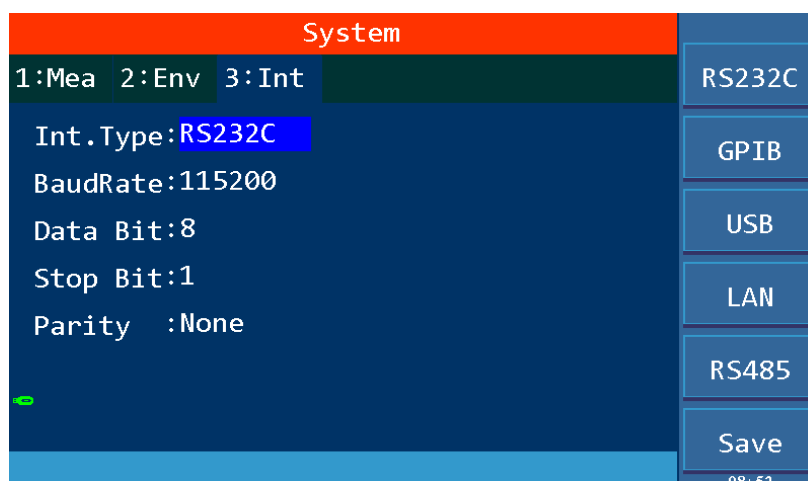 System
1:Mea 2:Env 3:Int
Int.Type:RS232C
BaudRate:115200
Data Bit:8
Stop Bit:1
Parity :None
RS232C
GPIB
USB
LAN
RS485
Save